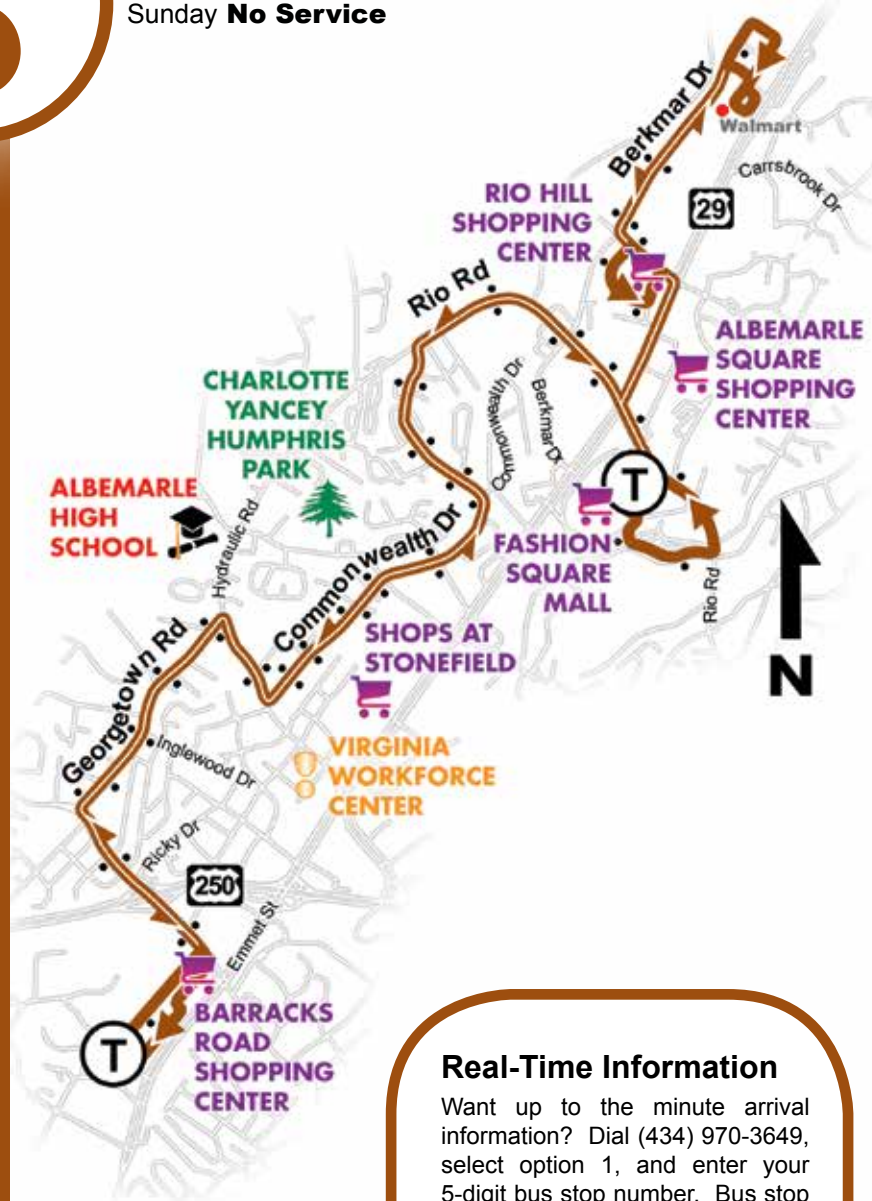 Sunday No Service
Berkmar Dr
Walmart
Carrsbrook Dr
29
RIO HILL
SHOPPING
CENTER
Rio Rd
ALBEMARLE
SQUARE
SHOPPING
CENTER
CHARLOTTE
YANCEY
HUMPHRIS
PARK
Commonwealth Dr
Berkmar Dr
ALBEMARLE
HIGH
SCHOOL
Hydraulic Rd
T
FASHION
SQUARE
MALL
Rio Rd
Commonwealth Dr
SHOPS AT
STONEFIELD
N
Georgetown Rd
Inglewood Dr
VIRGINIA
WORKFORCE
CENTER
Ricky Dr
250
Emmet St
BARRACKS
ROAD
SHOPPING
CENTER
T
Real-Time Information
Want up to the minute arrival
information? Dial (434) 970-3649,
select option 1, and enter your
5-digit bus stop number. Bus stop